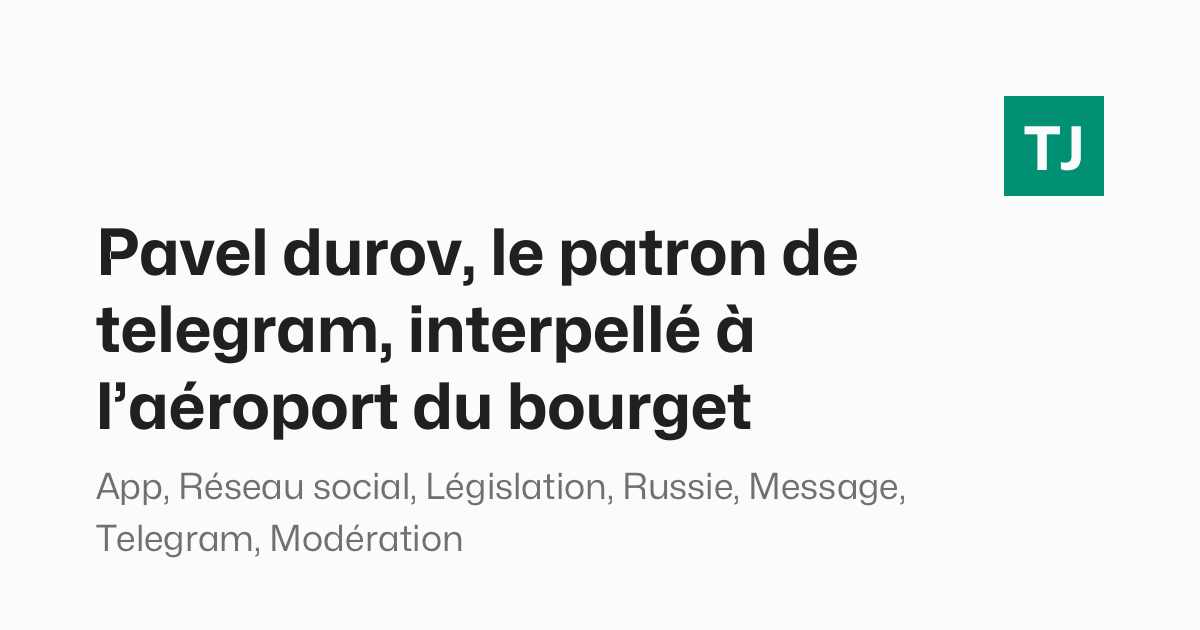 TJ
Pavel durov, le patron de
telegram, interpellé à
l’aéroport du bourget
App, Réseau social, Législation, Russie, Message,
Telegram, Modération